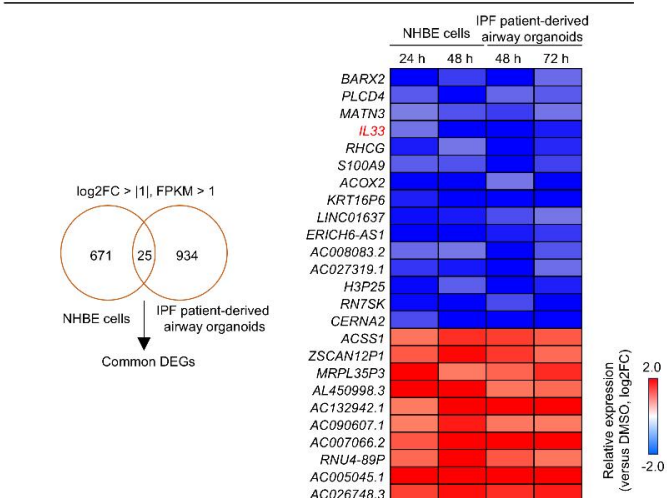 NHBE cells
IPF patient-derived
airway organoids
24 h 48 h 48 h 72 h
BARX2
PLCD4
MATN3
IL33
RHCG
S100A9
ACOX2
KRT16P6
LINC01637
ERICH6-AS1
AC008083.2
AC027319.1
H3P25
RN7SK
CERNA2
ACSS1
ZSCAN12P1
MRPL35P3
AL450998.3
AC132942.1
AC090607.1
AC007066.2
RNU4-89P
AC005045.1
AC026748.3
log2FC > |1|, FPKM > 1
671 25 934
NHBE cells
IPF patient-derived
airway organoids
Common DEGs
Relative expression
(versus DMSO, log2FC)
2.0
-2.0